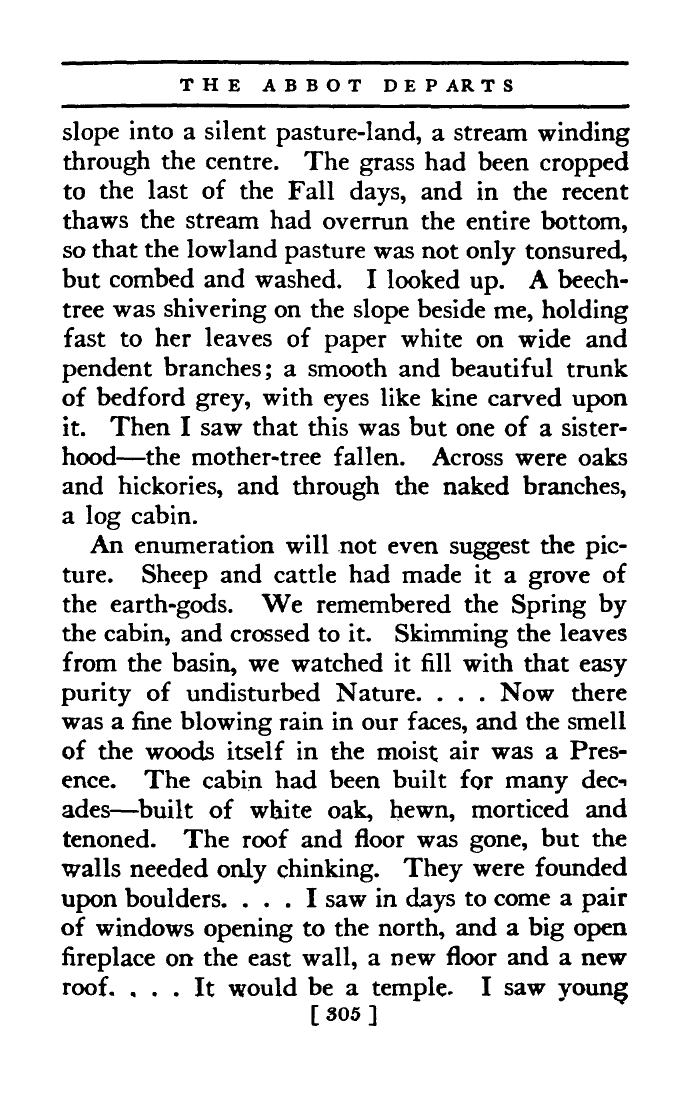 THE ABBOT DEPARTS
slope into a silent pasture-land, a stream winding
through the centre. The grass had been cropped
to the last of the Fall days, and in the recent
thaws the stream had overrun the entire bottom,
so that the lowland pasture was not only tonsured,
but combed and washed. I looked up. A beech-
tree was shivering on the slope beside me, holding
fast to her leaves of paper white on wide and
pendent branches; a smooth and beautiful trunk
of bedford grey, with eyes like kine carved upon
it. Then I saw that this was but one of a sister-
hood—the mother-tree fallen. Across were oaks
and hickories, and through the naked branches,
a log cabin.
An enumeration will not even suggest the pic-
ture. Sheep and cattle had made it a grove of
the earth-gods. We remembered the Spring by
the cabin, and crossed to it. Skimming the leaves
from the basin, we watched it fill with that easy
purity of undisturbed Nature. . . . Now there
was a fine blowing rain in our faces, and the smell
of the woods itself in the moist air was a Pres-
ence. The cabin had been built for many dec-
ades—built of white oak, hewn, morticed and
tenoned. The roof and floor was gone, but the
walls needed only chinking. They were founded
upon boulders. . . . I saw in days to come a pair
of windows opening to the north, and a big open
fireplace on the east wall, a new floor and a new
roof. . . . It would be a temple. I saw young
[ 305 ]